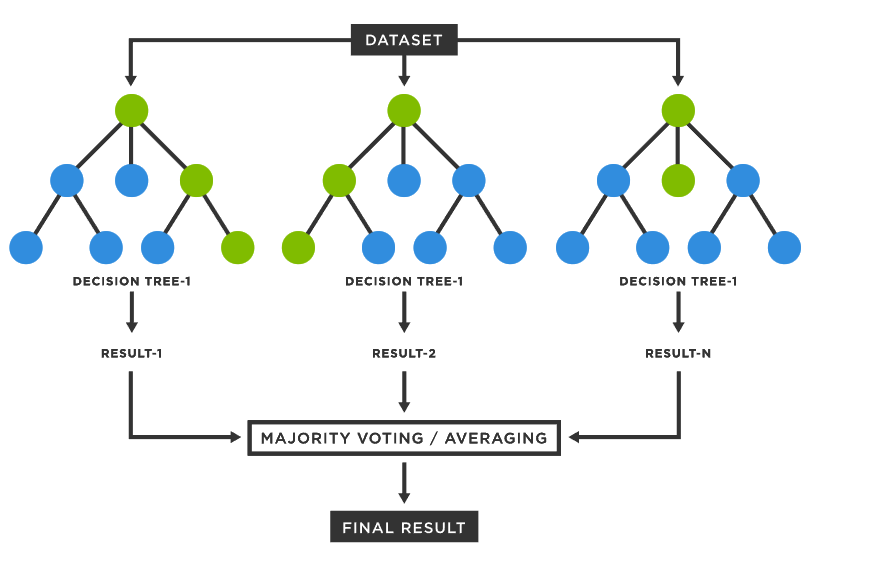 DATASET
DECISION TREE-1
DECISION TREE-1
DECISION TREE-1
RESULT-1
RESULT-2
RESULT-N
MAJORITY VOTING / AVERAGING
FINAL RESULT